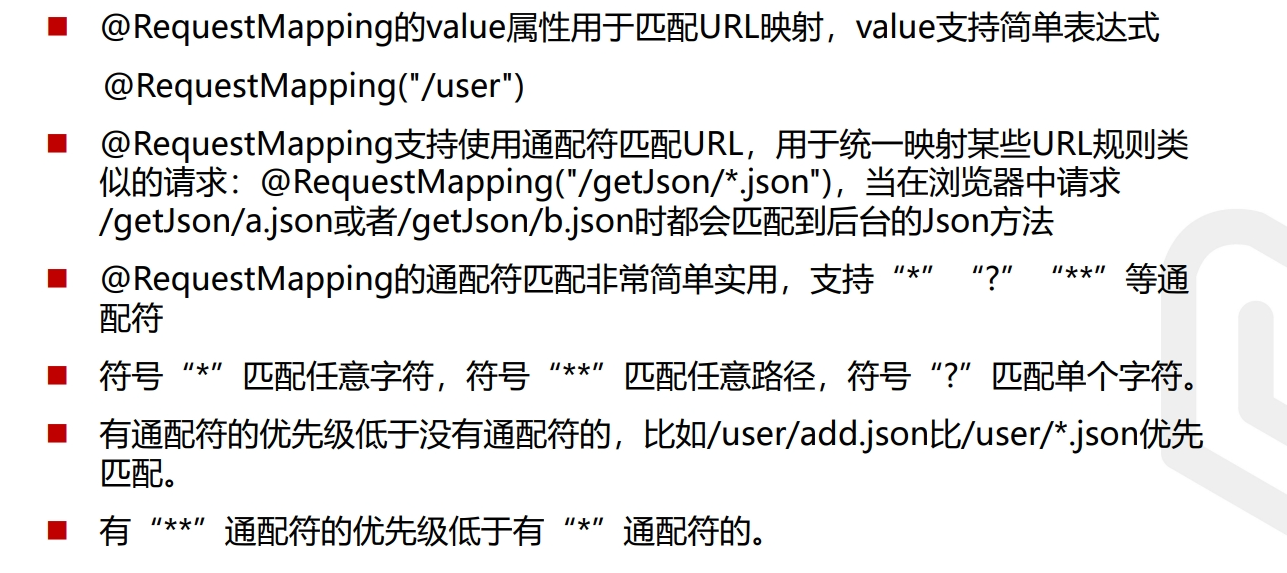 @RequestMapping的value属性用于匹配URL映射，value支持简单表达式
@RequestMapping("/user")
@RequestMapping支持使用通配符匹配URL，用于统一映射某些URL规则类
似的请求：@RequestMapping("/getJson/*.json")，当在浏览器中请求
/getJson/a.json或者/getJson/b.json时都会匹配到后台的Json方法
@RequestMapping的通配符匹配非常简单实用，支持“*”“?”“**”等通
配符
符号“*”匹配任意字符，符号“**”匹配任意路径，符号“?”匹配单个字符。
有通配符的优先级低于没有通配符的，比如/user/add.json比/user/*.json优先
匹配。
有“**”通配符的优先级低于有“*”通配符的。